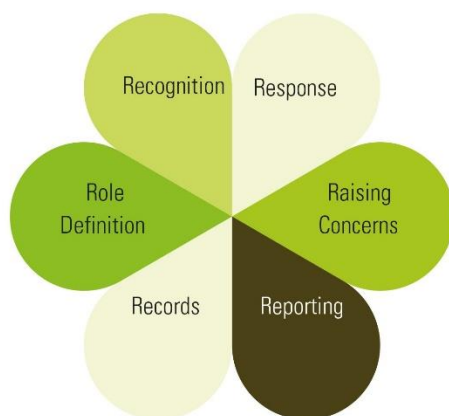 Recognition
Response
Role
Definition
Raising
Concerns
Records
Reporting